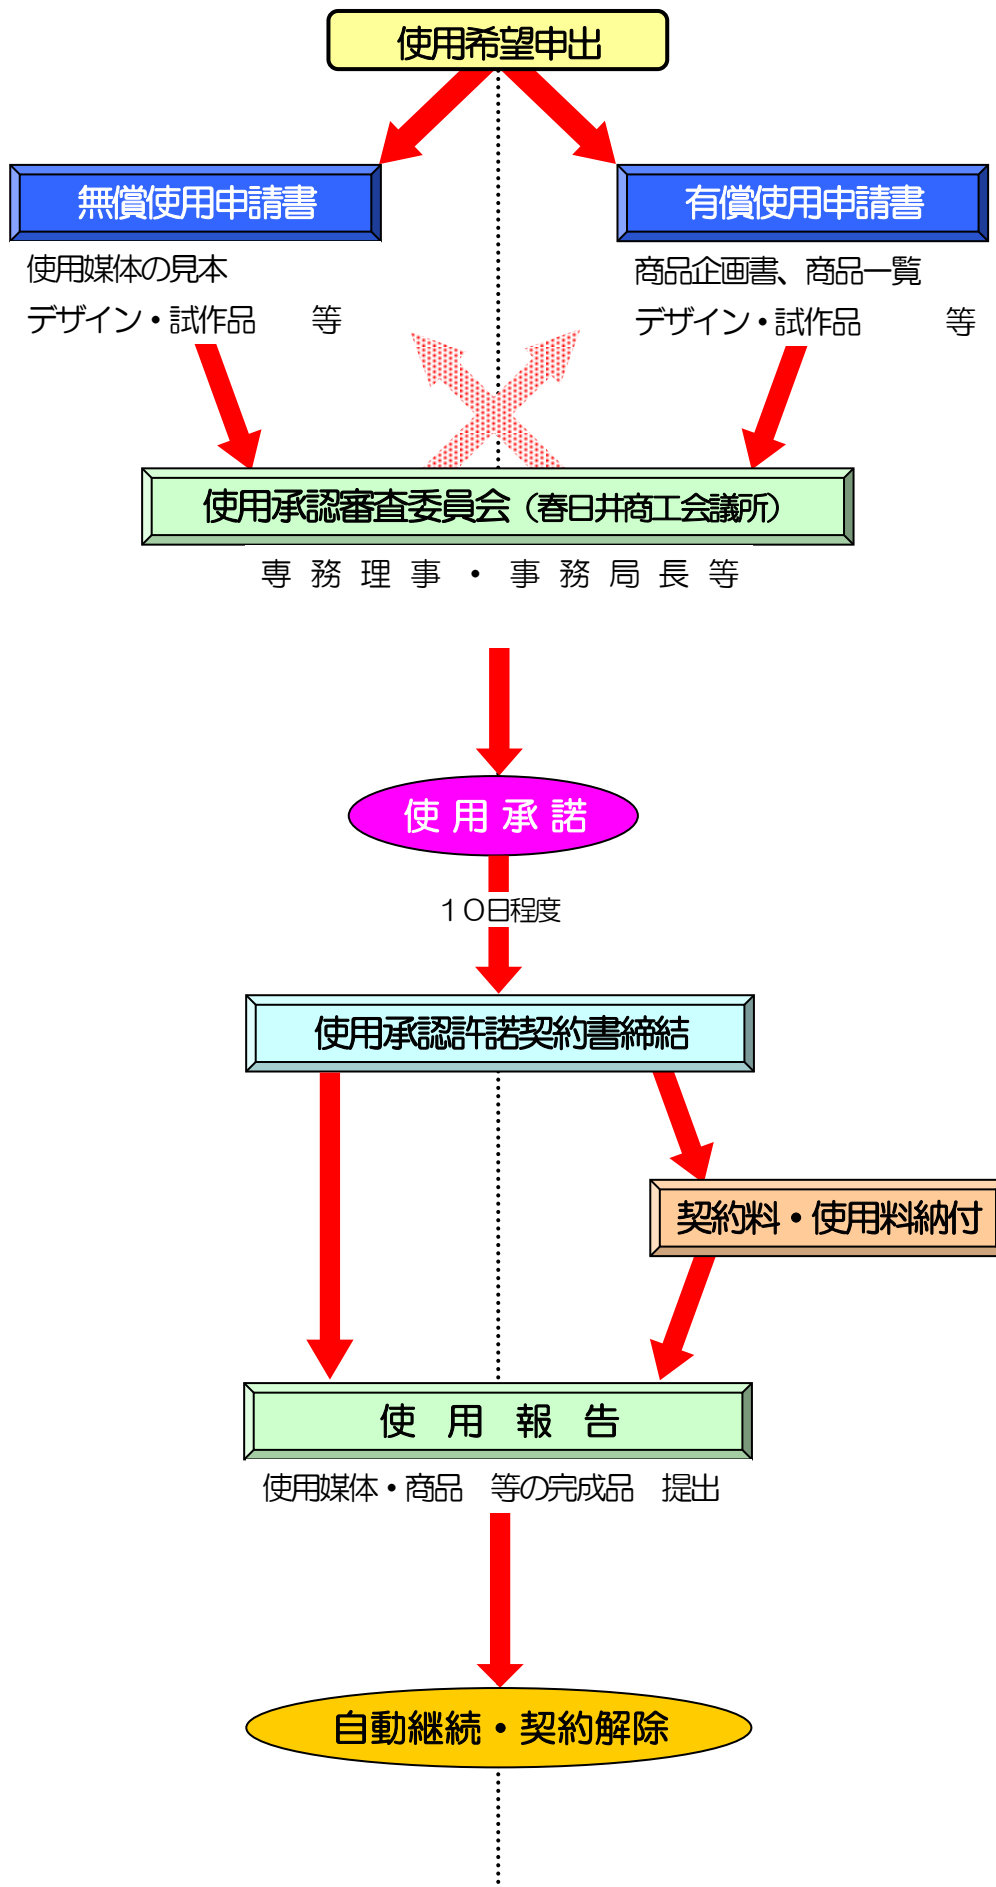 使用希望申出
無償使用申請書
有償使用申請書
使用媒体の見本
デザイン・試作品　　等
商品企画書、商品一覧
デザイン・試作品　　　等
使用承認審査委員会（春日井商工会議所）
専 務 理 事 ・ 事 務 局 長 等
使 用 承 諾
１０日程度
使用承認許諾契約書締結
契約料・使用料納付
使　用　報　告
使用媒体・商品　等の完成品　提出
自動継続・契約解除